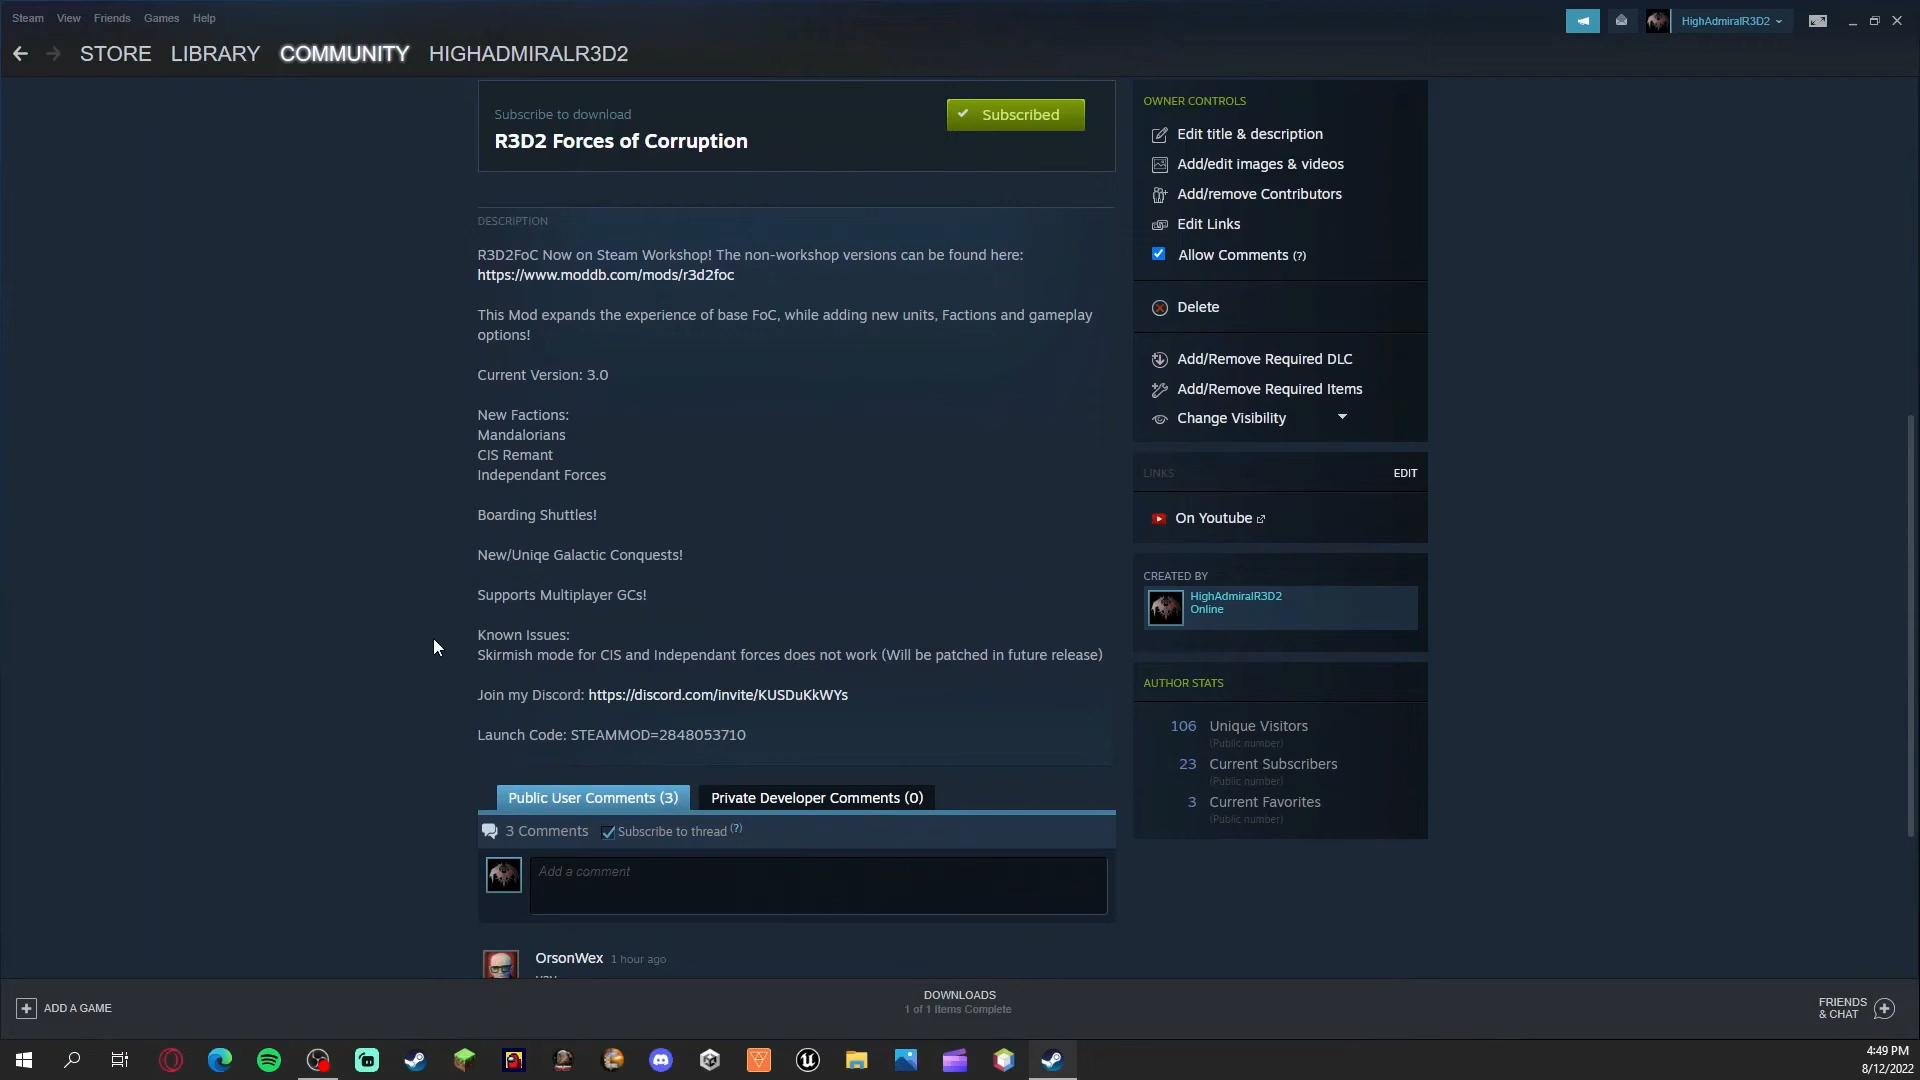 Steam View Friends Games Help
HighAdmiralR3D2
STORE LIBRARY COMMUNITY HIGHADMIRALR3D2
Subscribe to download
R3D2 Forces of Corruption
Subscribed
DESCRIPTION
R3D2FoC Now on Steam Workshop! The non-workshop versions can be found here:
https://www.moddb.com/mods/r3d2foc
This Mod expands the experience of base FoC, while adding new units, Factions and gameplay
options!
Current Version: 3.0
New Factions:
Mandalorians
CIS Remant
Independant Forces
Boarding Shuttles!
New/Uniqe Galactic Conquests!
Supports Multiplayer GCs!
Known Issues:
Skirmish mode for CIS and Independant forces does not work (Will be patched in future release)
Join my Discord: https://discord.com/invite/KUSDuKkWYs
Launch Code: STEAMMOD=2848053710
Public User Comments (3) Private Developer Comments (0)
3 Comments Subscribe to thread (?)
Add a comment
OrsonWex 1 hour ago
OWNER CONTROLS
Edit title & description
Add/edit images & videos
Add/remove Contributors
Edit Links
Allow Comments (?)
Delete
Add/Remove Required DLC
Add/Remove Required Items
Change Visibility
LINKS EDIT
On Youtube
CREATED BY
HighAdmiralR3D2
Online
AUTHOR STATS
106 Unique Visitors
(Public number)
23 Current Subscribers
(Public number)
3 Current Favorites
(Public number)
ADD A GAME
DOWNLOADS
1 of 1 Items Complete
FRIENDS
& CHAT
4:49 PM
8/12/2022